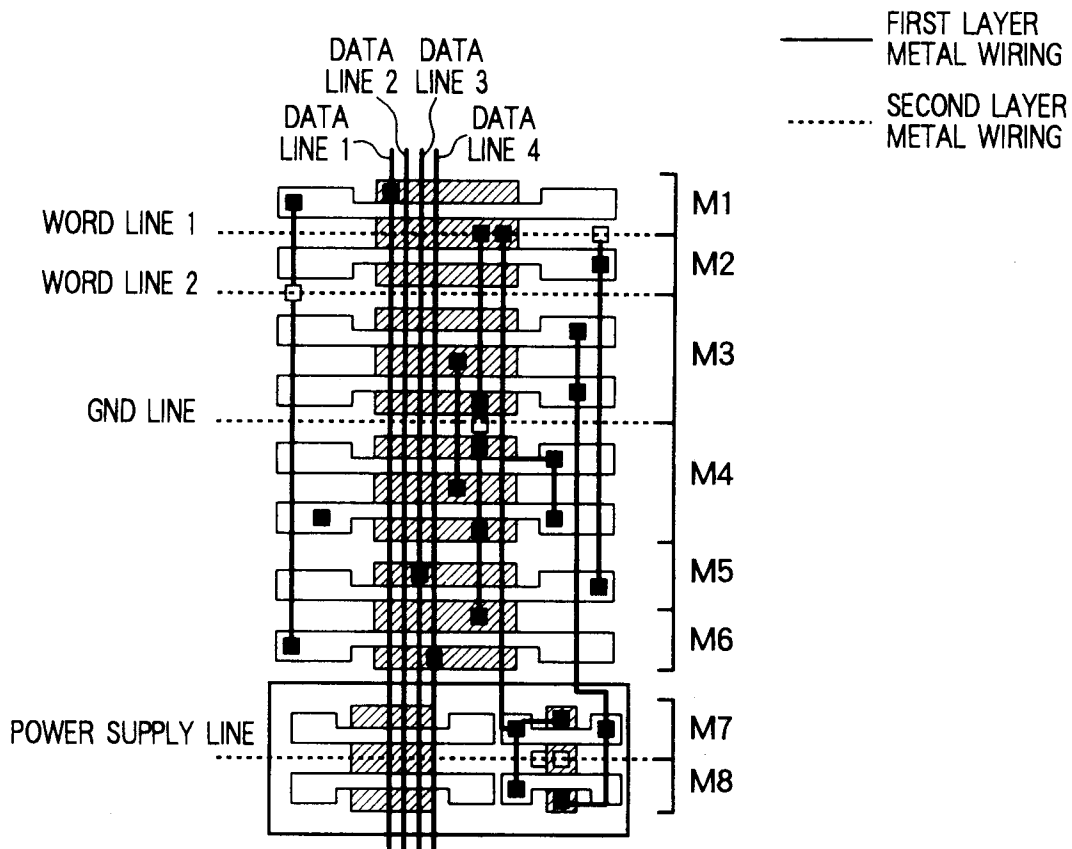 FIRST LAYER
METAL WIRING
SECOND LAYER
METAL WIRING
DATA
LINE 2
DATA
LINE 3
DATA
LINE 1
DATA
LINE 4
M1
WORD LINE 1
M2
WORD LINE 2
M3
GND LINE
M4
M5
M6
M7
POWER SUPPLY LINE
M8